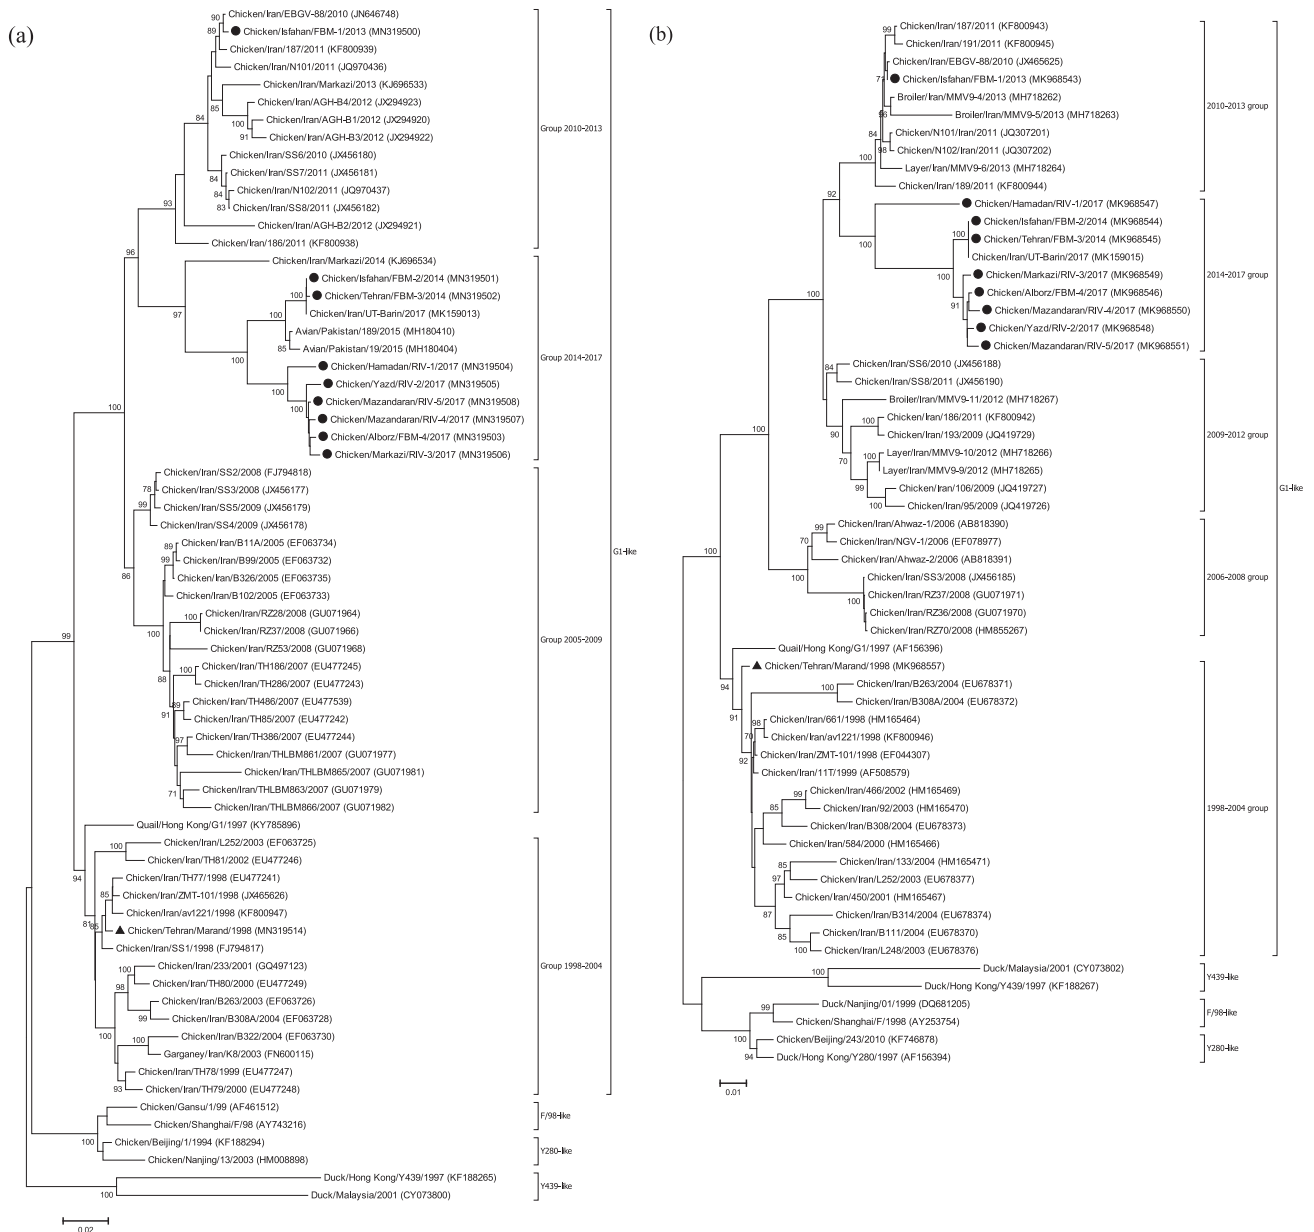 (a)
90
Chicken/Iran/EBGV-88/2010 (JN646748)
89
Chicken/Isfahan/FBM-1/2013 (MN319500)
Chicken/Iran/187/2011 (KF800939)
Chicken/Iran/N101/2011 (JQ970436)
Chicken/Iran/Markazi/2013 (KJ696533)
85
Chicken/Iran/AGH-B4/2012 (JX294923)
84
100
Chicken/Iran/AGH-B1/2012 (JX294920)
91
Chicken/Iran/AGH-B3/2012 (JX294922)
Group 2010-2013
Chicken/Iran/SS6/2010 (JX456180)
84
Chicken/Iran/SS7/2011 (JX456181)
84
Chicken/Iran/N102/2011 (JQ970437)
83
Chicken/Iran/SS8/2011 (JX456182)
93
Chicken/Iran/AGH-B2/2012 (JX294921)
Chicken/Iran/186/2011 (KF800938)
96
Chicken/Iran/Markazi/2014 (KJ696534)
Chicken/Isfahan/FBM-2/2014 (MN319501)
100
Chicken/Tehran/FBM-3/2014 (MN319502)
97
100
Chicken/Iran/UT-Barin/2017 (MK159013)
Avian/Pakistan/189/2015 (MH180410)
85
Avian/Pakistan/19/2015 (MH180404)
Group 2014-2017
100
Chicken/Hamadan/RIV-1/2017 (MN319504)
100
Chicken/Yazd/RIV-2/2017 (MN319505)
Chicken/Mazandaran/RIV-5/2017 (MN319508)
100
Chicken/Mazandaran/RIV-4/2017 (MN319507)
Chicken/Alborz/FBM-4/2017 (MN319503)
Chicken/Markazi/RIV-3/2017 (MN319506)
Chicken/Iran/SS2/2008 (FJ794818)
78
Chicken/Iran/SS3/2008 (JX456177)
99
Chicken/Iran/SS5/2009 (JX456179)
Chicken/Iran/SS4/2009 (JX456178)
89
Chicken/Iran/B11A/2005 (EF063734)
99
Chicken/Iran/B99/2005 (EF063732)
86
Chicken/Iran/B326/2005 (EF063735)
Chicken/Iran/B102/2005 (EF063733)
100
Chicken/Iran/RZ28/2008 (GU071964)
100
Chicken/Iran/RZ37/2008 (GU071966)
99
Chicken/Iran/RZ53/2008 (GU071968)
Group 2005-2009
100
Chicken/Iran/TH186/2007 (EU477245)
88
Chicken/Iran/TH286/2007 (EU477243)
89
Chicken/Iran/TH486/2007 (EU477539)
91
Chicken/Iran/TH85/2007 (EU477242)
97
Chicken/Iran/TH386/2007 (EU477244)
Chicken/Iran/THLBM861/2007 (GU071977)
Chicken/Iran/THLBM865/2007 (GU071981)
71
Chicken/Iran/THLBM863/2007 (GU071979)
Chicken/Iran/THLBM866/2007 (GU071982)
G1-like
Quail/Hong Kong/G1/1997 (KY785896)
100
Chicken/Iran/L252/2003 (EF063725)
Chicken/Iran/TH81/2002 (EU477246)
94
Chicken/Iran/TH77/1998 (EU477241)
85
Chicken/Iran/ZMT-101/1998 (JX465626)
Chicken/Iran/av1221/1998 (KF800947)
81
85
Chicken/Tehran/Marand/1998 (MN319514)
Chicken/Iran/SS1/1998 (FJ794817)
100
Chicken/Iran/233/2001 (GQ497123)
Group 1998-2004
Chicken/Iran/TH80/2000 (EU477249)
98
Chicken/Iran/B263/2003 (EF063726)
99
Chicken/Iran/B308A/2004 (EF063728)
100
Chicken/Iran/B322/2004 (EF063730)
Garganey/Iran/K8/2003 (FN600115)
Chicken/Iran/TH78/1999 (EU477247)
93
Chicken/Iran/TH79/2000 (EU477248)
Chicken/Gansu/1/99 (AF461512)
F/98-like
Chicken/Shanghai/F/98 (AY743216)
100
Chicken/Beijing/1/1994 (KF188294)
Y280-like
Chicken/Nanjing/13/2003 (HM008898)
Duck/Hong Kong/Y439/1997 (KF188265)
Y439-like
100
Duck/Malaysia/2001 (CY073800)
0.02
(b)
Chicken/Iran/187/2011 (KF800943)
99
Chicken/Iran/191/2011 (KF800945)
Chicken/Iran/EBGV-88/2010 (JX465625)
71
Chicken/Isfahan/FBM-1/2013 (MK968543)
Broiler/Iran/MMV9-4/2013 (MH718262)
96
Broiler/Iran/MMV9-5/2013 (MH718263)
2010-2013 group
84
Chicken/N101/Iran/2011 (JQ307201)
98
Chicken/N102/Iran/2011 (JQ307202)
100
Layer/Iran/MMV9-6/2013 (MH718264)
Chicken/Iran/189/2011 (KF800944)
92
Chicken/Hamadan/RIV-1/2017 (MK968547)
Chicken/Isfahan/FBM-2/2014 (MK968544)
100
100
Chicken/Tehran/FBM-3/2014 (MK968545)
Chicken/Iran/UT-Barin/2017 (MK159015)
2014-2017 group
100
Chicken/Markazi/RIV-3/2017 (MK968549)
Chicken/Alborz/FBM-4/2017 (MK968546)
100
91
Chicken/Mazandaran/RIV-4/2017 (MK968550)
Chicken/Yazd/RIV-2/2017 (MK968548)
Chicken/Mazandaran/RIV-5/2017 (MK968551)
84
Chicken/Iran/SS6/2010 (JX456188)
Chicken/Iran/SS8/2011 (JX456190)
Broiler/Iran/MMV9-11/2012 (MH718267)
100
Chicken/Iran/186/2011 (KF800942)
90
100
Chicken/Iran/193/2009 (JQ419729)
2009-2012 group
70
Layer/Iran/MMV9-10/2012 (MH718266)
Layer/Iran/MMV9-9/2012 (MH718265)
99
Chicken/Iran/106/2009 (JQ419727)
100
Chicken/Iran/95/2009 (JQ419726)
G1-like
99
Chicken/Iran/Ahwaz-1/2006 (AB818390)
70
Chicken/Iran/NGV-1/2006 (EF078977)
100
Chicken/Iran/Ahwaz-2/2006 (AB818391)
100
Chicken/Iran/SS3/2008 (JX456185)
2006-2008 group
100
Chicken/Iran/RZ37/2008 (GU071971)
Chicken/Iran/RZ36/2008 (GU071970)
Chicken/Iran/RZ70/2008 (HM855267)
Quail/Hong Kong/G1/1997 (AF156396)
Chicken/Tehran/Marand/1998 (MK968557)
94
100
Chicken/Iran/B263/2004 (EU678371)
Chicken/Iran/B308A/2004 (EU678372)
91
98
Chicken/Iran/661/1998 (HM165464)
70
Chicken/Iran/av1221/1998 (KF800946)
92
Chicken/Iran/ZMT-101/1998 (EF044307)
Chicken/Iran/11T/1999 (AF508579)
99
Chicken/Iran/466/2002 (HM165469)
85
Chicken/Iran/92/2003 (HM165470)
1998-2004 group
Chicken/Iran/B308/2004 (EU678373)
Chicken/Iran/584/2000 (HM165466)
85
Chicken/Iran/133/2004 (HM165471)
97
Chicken/Iran/L252/2003 (EU678377)
Chicken/Iran/450/2001 (HM165467)
87
Chicken/Iran/B314/2004 (EU678374)
85
Chicken/Iran/B111/2004 (EU678370)
100
Chicken/Iran/L248/2003 (EU678376)
Duck/Malaysia/2001 (CY073802)
100
Y439-like
Duck/Hong Kong/Y439/1997 (KF188267)
99
Duck/Nanjing/01/1999 (DQ681205)
F/98-like
Chicken/Shanghai/F/1998 (AY253754)
100
Chicken/Beijing/243/2010 (KF746878)
Y280-like
94
Duck/Hong Kong/Y280/1997 (AF156394)
0.01